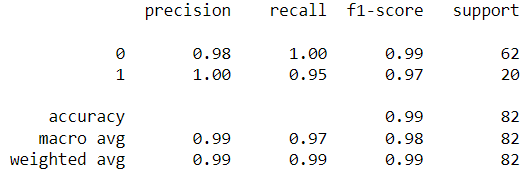 precision recall f1-score support
0 0.98 1.00 0.99 62
1 1.00 0.95 0.97 20
accuracy 0.99 82
macro avg 0.99 0.97 0.98 82
weighted avg 0.99 0.99 0.99 82